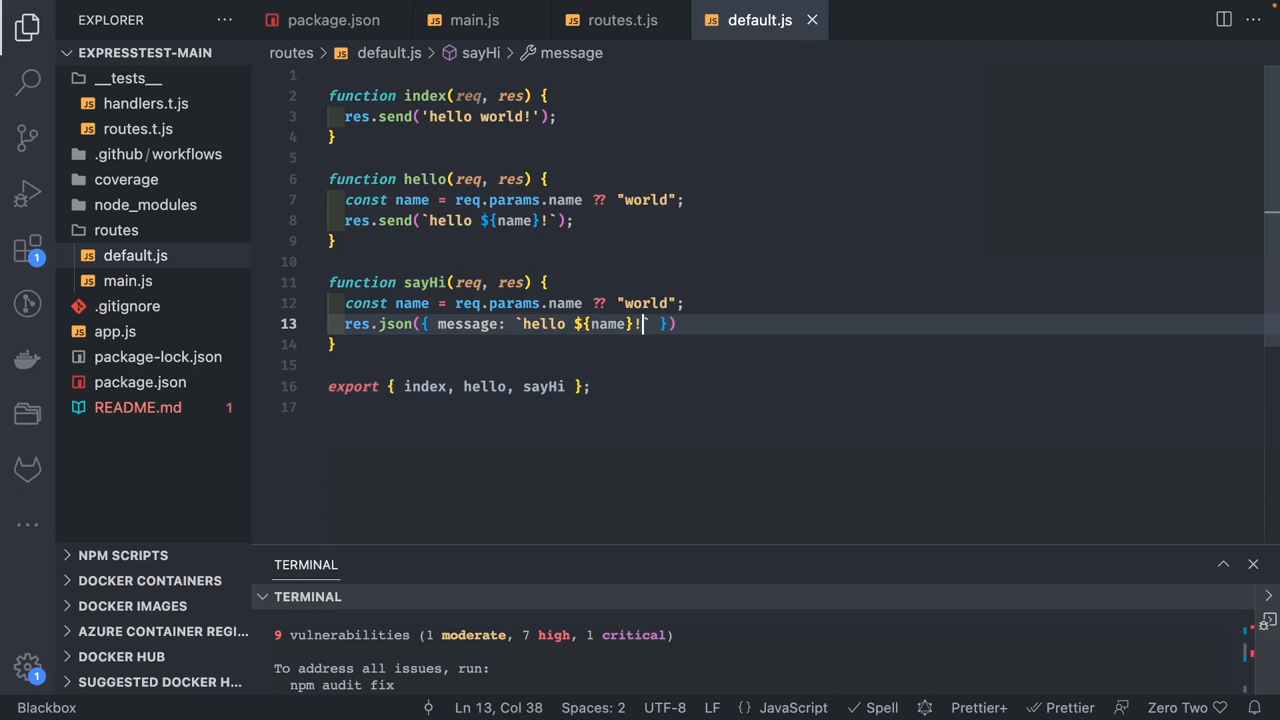 EXPLORER
package.json
main.js
routes.t.js
default.js
EXPRESSTEST-MAIN
routes > default.js > sayHi > message
__tests__
handlers.t.js
routes.t.js
.github/workflows
coverage
node_modules
routes
default.js
main.js
.gitignore
app.js
package-lock.json
package.json
README.md 1
1
2 function index(req, res) {
3 res.send('hello world!');
4 }
5
6 function hello(req, res) {
7 const name = req.params.name ?? "world";
8 res.send(`hello ${name}!`);
9 }
10
11 function sayHi(req, res) {
12 const name = req.params.name ?? "world";
13 res.json({ message: `hello ${name}!` })
14 }
15
16 export { index, hello, sayHi };
17
NPM SCRIPTS
DOCKER CONTAINERS
DOCKER IMAGES
AZURE CONTAINER REGI...
DOCKER HUB
SUGGESTED DOCKER H...
1
1
TERMINAL
TERMINAL
9 vulnerabilities (1 moderate, 7 high, 1 critical)
To address all issues, run:
npm audit fix
Blackbox
Ln 13, Col 38
Spaces: 2
UTF-8
LF
{} JavaScript
Spell
Prettier+
Prettier
Zero Two